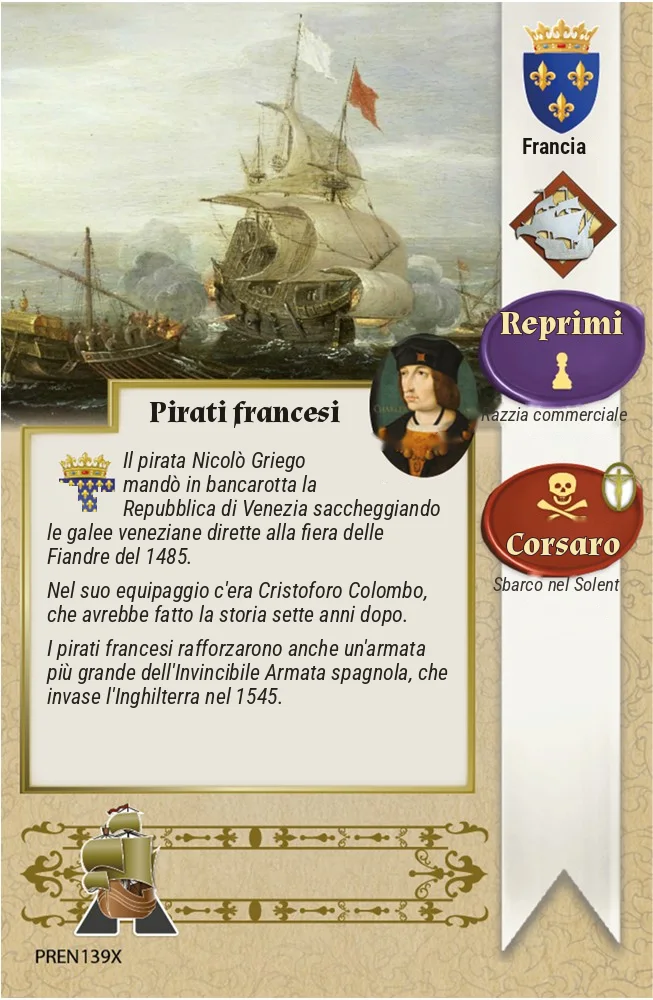 Francia
Reprimi
Razzia commerciale
Corsaro
Sbarco nel Solent
Pirati francesi
Il pirata Nicolò Griego
mandò in bancarotta la
Repubblica di Venezia saccheggiando
le galee veneziane dirette alla fiera delle
Fiandre del 1485.
Nel suo equipaggio c'era Cristoforo Colombo,
che avrebbe fatto la storia sette anni dopo.
I pirati francesi rafforzarono anche un'armata
più grande dell'Invincibile Armata spagnola, che
invase l'Inghilterra nel 1545.
PREN139X